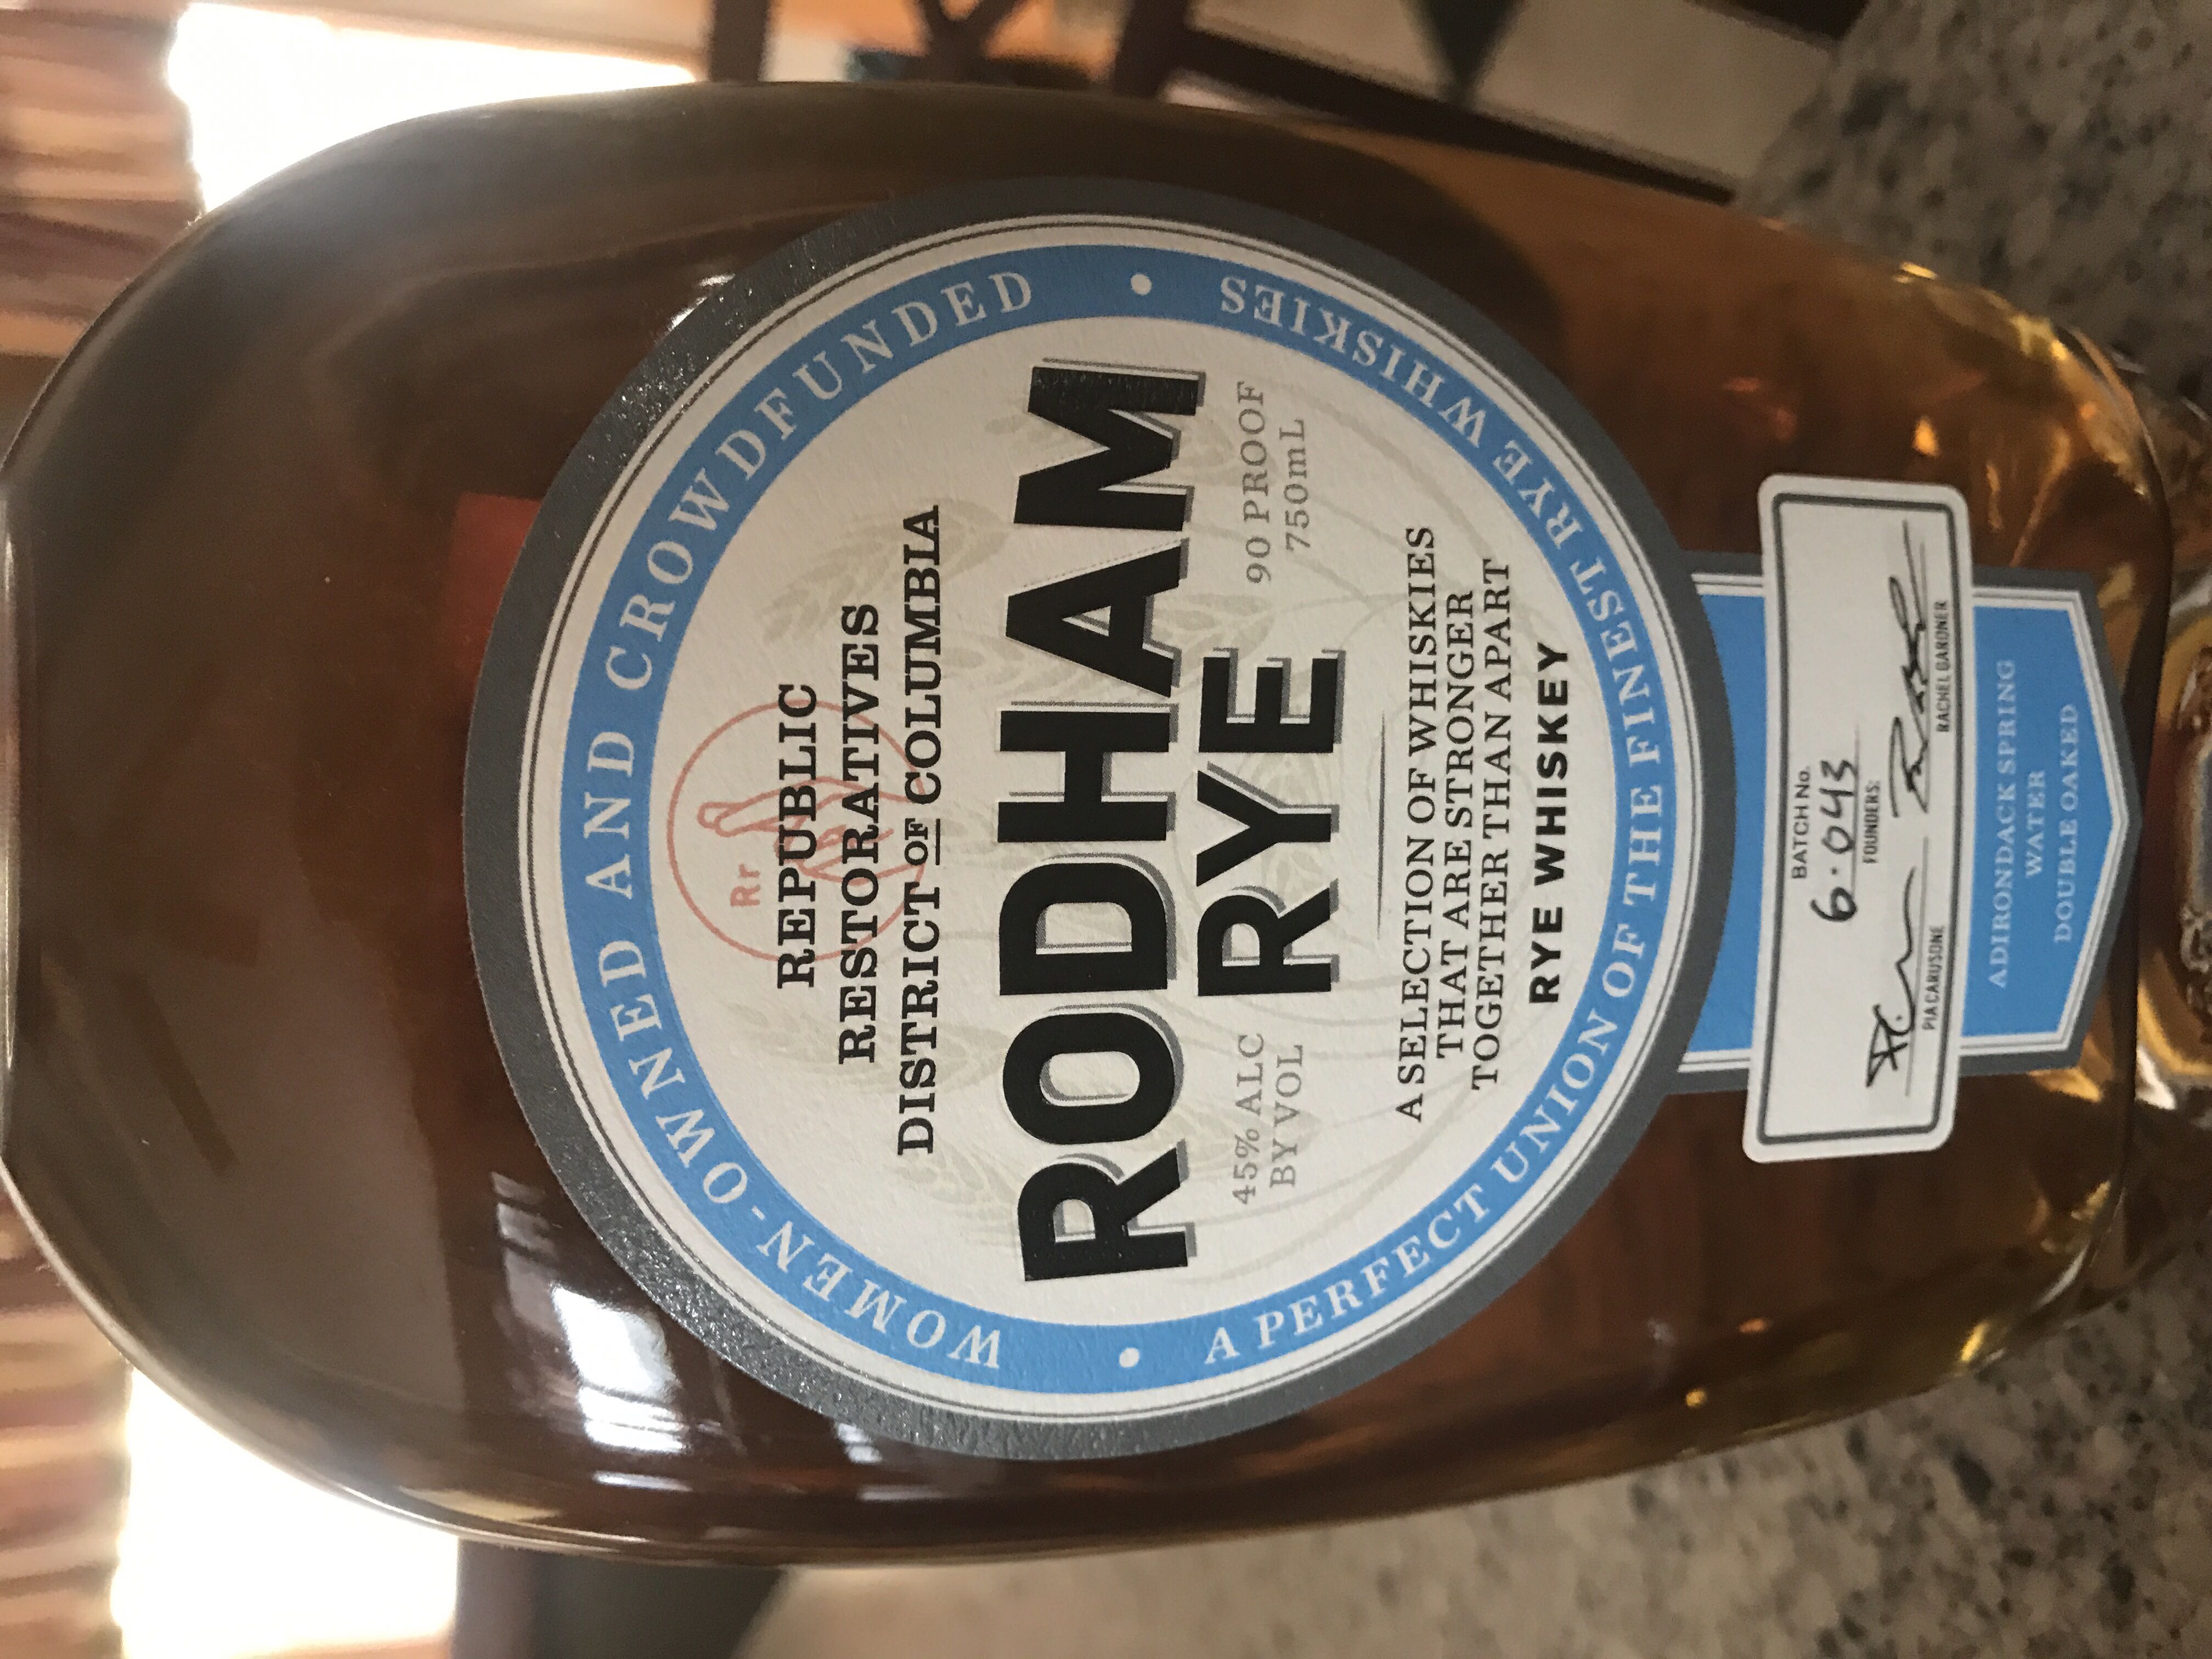 WOMEN-OWNED AND CROWDFUNDED
Rr
REPUBLIC
RESTORATIVES
DISTRICT OF COLUMBIA
RODHAM
RYE
45% ALC
BY VOL
90 PROOF
750mL
A SELECTION OF WHISKIES
THAT ARE STRONGER
TOGETHER THAN APART
RYE WHISKEY
A PERFECT UNION OF THE FINEST RYE WHISKIES
BATCH No.
6.043
FOUNDERS:
PIA CARUSONE
RACHEL GARDNER
ADIRONDACK SPRING
WATER
DOUBLE OAKED